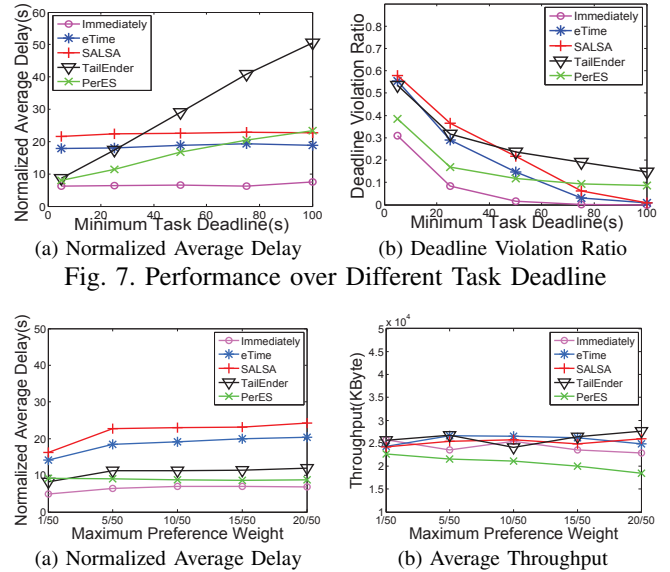 Normalized Average Delay(s)
60
50
40
30
20
10
0
0 20 40 60 80 100
Minimum Task Deadline(s)
Immediately
eTime
SALSA
TailEnder
PerES
(a) Normalized Average Delay
Deadline Violation Ratio
0.8
0.7
0.6
0.5
0.4
0.3
0.2
0.1
0
0 20 40 60 80 100
Minimum Task Deadline(s)
Immediately
eTime
SALSA
TailEnder
PerES
(b) Deadline Violation Ratio
Fig. 7. Performance over Different Task Deadline
Normalized Average Delay(s)
50
40
30
20
10
0
1/50 5/50 10/50 15/50 20/50
Maximum Preference Weight
Immediately
eTime
SALSA
TailEnder
PerES
(a) Normalized Average Delay
Throughput(KByte)
x 10⁴
5
4.5
4
3.5
3
2.5
2
1.5
1
1/50 5/50 10/50 15/50 20/50
Maximum Preference Weight
Immediately
eTime
SALSA
TailEnder
PerES
(b) Average Throughput